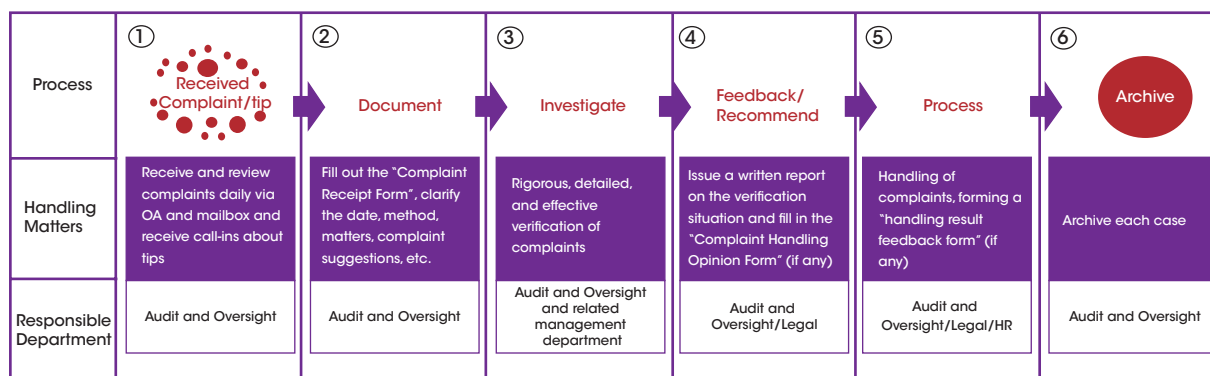 Process
①
Received
Complaint/tip
②
Document
③
Investigate
④
Feedback/
Recommend
⑤
Process
⑥
Archive
Handling
Matters
Receive and review
complaints daily via
OA and mailbox and
receive call-ins about
tips
Fill out the “Complaint
Receipt Form”, clarify
the date, method,
matters, complaint
suggestions, etc.
Rigorous, detailed,
and effective
verification of
complaints
Issue a written report
on the verification
situation and fill in the
“Complaint Handling
Opinion Form” (if any)
Handling of
complaints, forming a
“handling result
feedback form” (if
any)
Archive each case
Responsible
Department
Audit and Oversight
Audit and Oversight
Audit and Oversight
and related
management
department
Audit and
Oversight/Legal
Audit and
Oversight/Legal/HR
Audit and Oversight